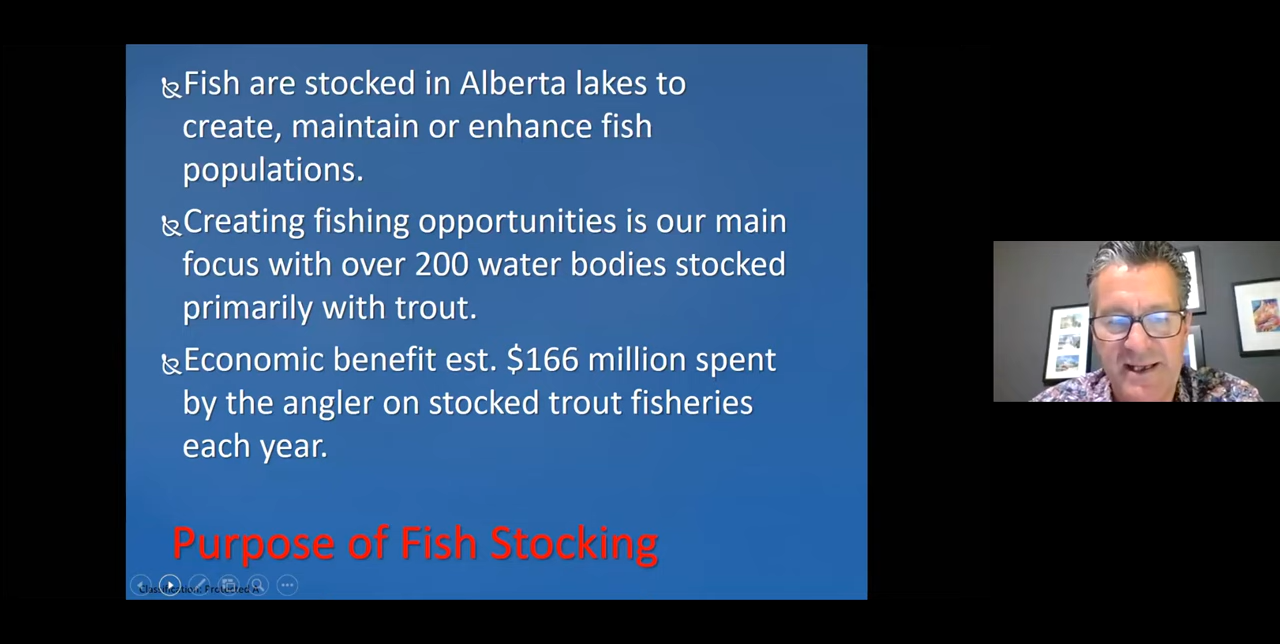 Fish are stocked in Alberta lakes to
create, maintain or enhance fish
populations.
Creating fishing opportunities is our main
focus with over 200 water bodies stocked
primarily with trout.
Economic benefit est. $166 million spent
by the angler on stocked trout fisheries
each year.
Purpose of Fish Stocking
Classification: Protected A